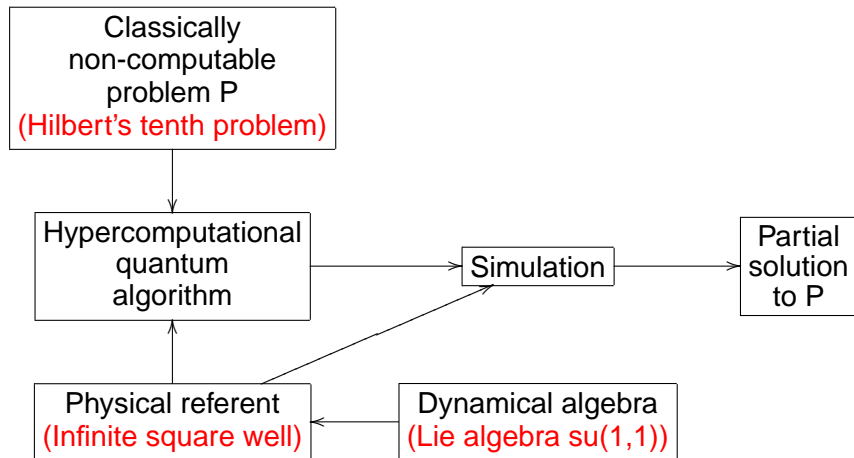 Classically
non-computable
problem P
(Hilbert's tenth problem)
Hypercomputational
quantum
algorithm
Simulation
Partial
solution
to P
Physical referent
(Infinite square well)
Dynamical algebra
(Lie algebra su(1,1))